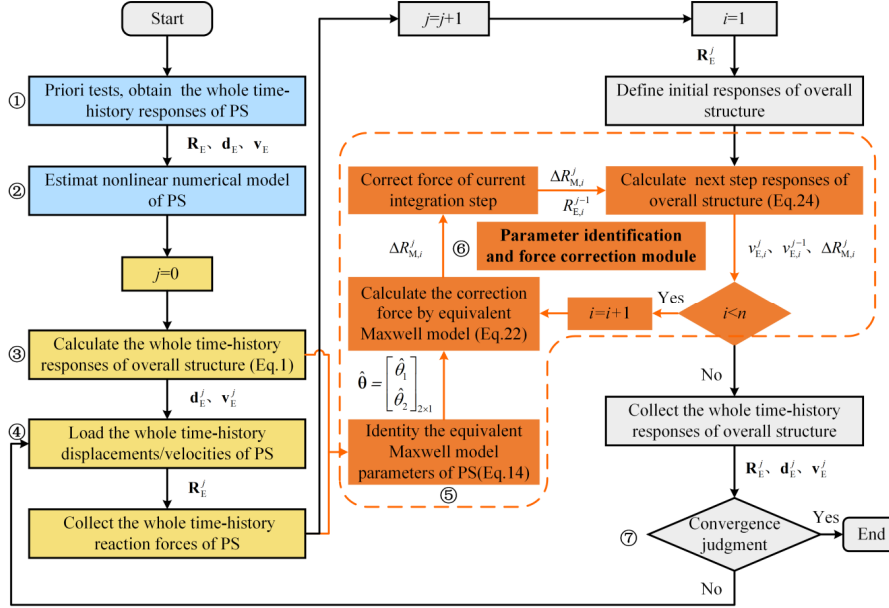 Start
①
Priori tests, obtain the whole time-
history responses of PS
R_E、d_E、v_E
②
Estimat nonlinear numerical model
of PS
j=0
③
Calculate the whole time-history
responses of overall structure (Eq.1)
d_E^j、v_E^j
④
Load the whole time-history
displacements/velocities of PS
R_E^j
Collect the whole time-history
reaction forces of PS
j=j+1
i=1
R_E^j
Define initial responses of overall
structure
Correct force of current
integration step
ΔR_{M,i}^j
R_{E,i}^{j-1}
Calculate next step responses of
overall structure (Eq.24)
ΔR_{M,i}^j
⑥
Parameter identification
and force correction module
v_{E,i}^j、v_{E,i}^{j-1}、ΔR_{M,i}^j
Calculate the correction
force by equivalent
Maxwell model (Eq.22)
i=i+1
Yes
i<n
θ̂ = [θ̂_1 θ̂_2]_{2×1}
Identity the equivalent
Maxwell model
parameters of PS(Eq.14)
⑤
No
Collect the whole time-history
responses of overall structure
R_E^j、d_E^j、v_E^j
⑦
Convergence
judgment
Yes
End
No